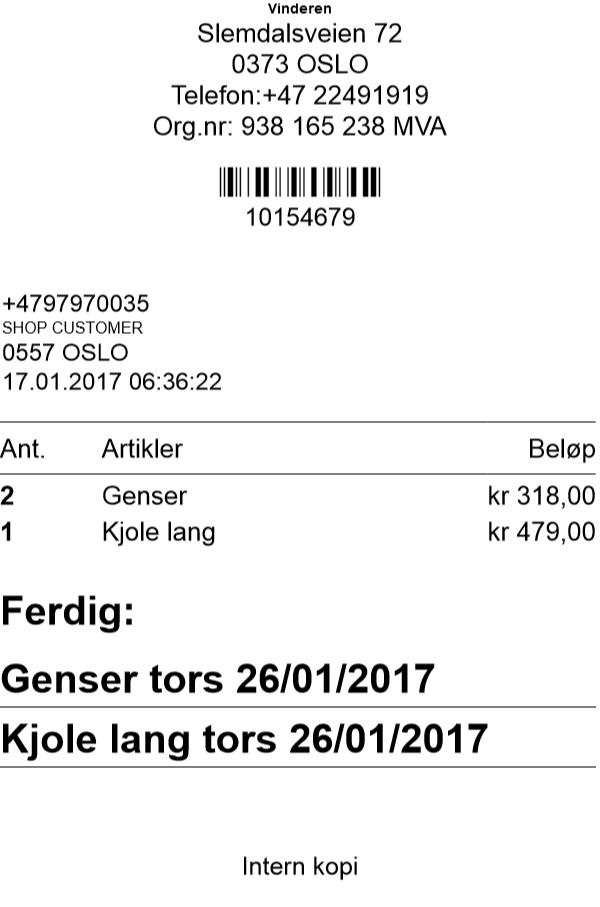 Vinderen
Slemdalsveien 72
0373 OSLO
Telefon:+47 22491919
Org.nr: 938 165 238 MVA
10154679
+4797970035
SHOP CUSTOMER
0557 OSLO
17.01.2017 06:36:22
Ant. Artikler Beløp
2 Genser kr 318,00
1 Kjole lang kr 479,00
Ferdig:
Genser tors 26/01/2017
Kjole lang tors 26/01/2017
Intern kopi